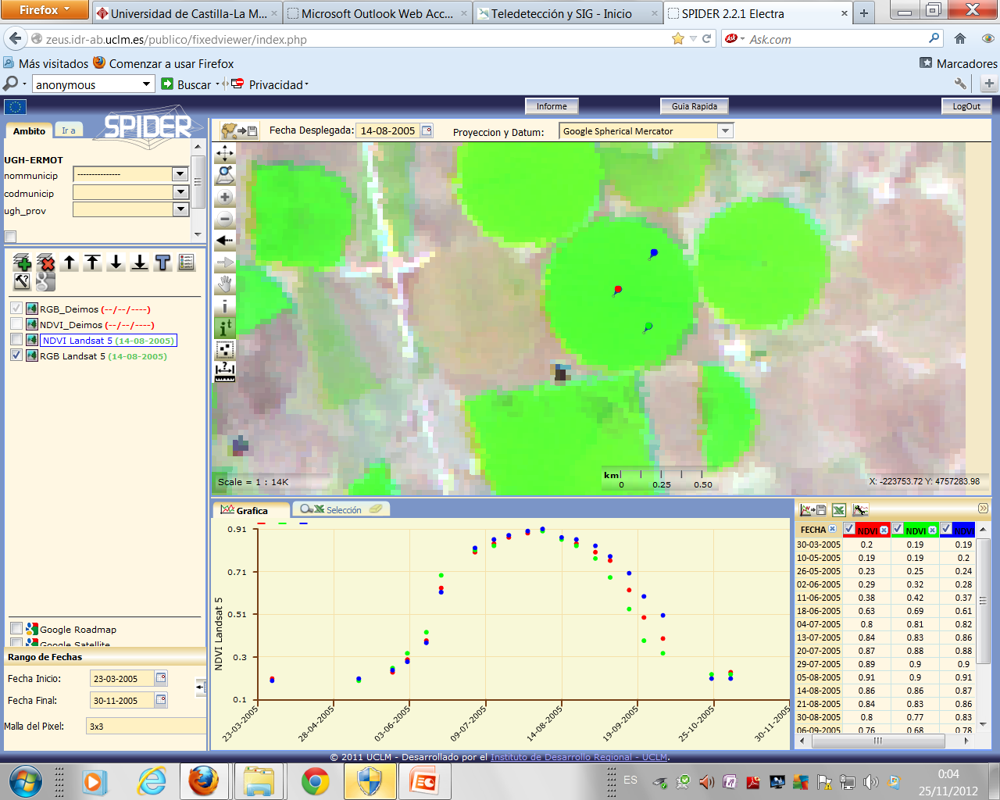 Firefox
Universidad de Castilla-La M...
Microsoft Outlook Web Acc...
Teledetección y SIG - Inicio
SPIDER 2.2.1 Electra
zeus.idr-ab.uclm.es/publico/fixedviewer/index.php
Ask
Ask.com
Más visitados
Comenzar a usar Firefox
Marcadores
anonymous
Buscar
Privacidad
Informe
Guia Rapida
LogOut
Ambito
Ir a
SPIDER
Fecha Desplegada:
14-08-2005
Proyeccion y Datum:
Google Spherical Mercator
UGH-ERMOT
nommunicip
---------------
codmunicip
ugh_prov
RGB_Deimos (--/--/----)
NDVI_Deimos (--/--/----)
NDVI Landsat 5 (14-08-2005)
RGB Landsat 5 (14-08-2005)
Google Roadmap
Google Satellite
Rango de Fechas
Fecha Inicio:
23-03-2005
Fecha Final:
30-11-2005
Malla del Pixel:
3x3
Scale = 1 : 14K
km
0
0.25
0.50
X: -223753.72 Y: 4757283.98
Grafica
Selección
NDVI Landsat 5
0.91
0.71
0.51
0.3
0.1
23-03-2005
28-04-2005
03-06-2005
09-07-2005
14-08-2005
19-09-2005
25-10-2005
30-11-2005
FECHA
NDVI
NDVI
NDV
30-03-2005 0.2 0.19 0.19
10-05-2005 0.19 0.19 0.2
26-05-2005 0.23 0.25 0.24
02-06-2005 0.29 0.32 0.28
11-06-2005 0.38 0.42 0.37
18-06-2005 0.63 0.69 0.61
04-07-2005 0.8 0.81 0.82
13-07-2005 0.84 0.83 0.86
20-07-2005 0.87 0.88 0.88
29-07-2005 0.89 0.9 0.9
05-08-2005 0.91 0.9 0.91
14-08-2005 0.86 0.86 0.87
21-08-2005 0.84 0.83 0.86
30-08-2005 0.8 0.77 0.83
06-09-2005 0.76 0.68 0.78
© 2011 UCLM - Desarrollado por el Instituto de Desarrollo Regional - UCLM.
ES
0:04
25/11/2012